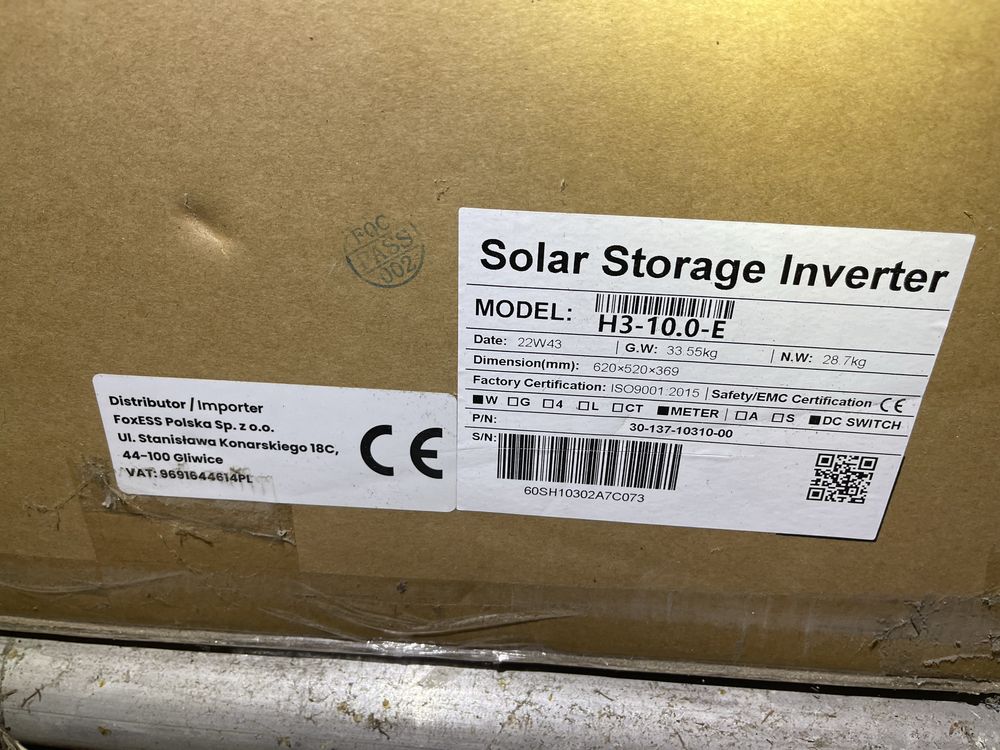 FQC
PASS
J02
Solar Storage Inverter
MODEL: H3-10.0-E
Date: 22W43 | G.W: 33.55kg | N.W: 28.7kg
Dimension(mm): 620×520×369
Factory Certification: ISO9001:2015 | Safety/EMC Certification CE
■W □G □4 □L □CT ■METER | □A □S ■DC SWITCH
P/N: 30-137-10310-00
S/N:
60SH10302A7C073
Distributor / Importer
FoxESS Polska Sp. z o.o.
Ul. Stanisława Konarskiego 18C,
44-100 Gliwice
VAT: 9691644614PL
CE